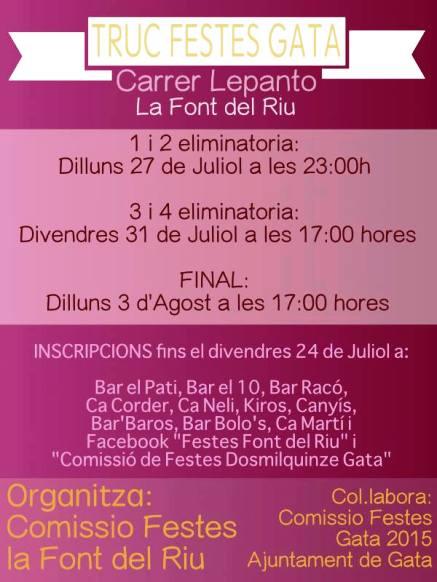 TRUC FESTES GATA
Carrer Lepanto
La Font del Riu
1 i 2 eliminatoria:
Dilluns 27 de Juliol a les 23:00h
3 i 4 eliminatoria:
Divendres 31 de Juliol a les 17:00 hores
FINAL:
Dilluns 3 d'Agost a les 17:00 hores
INSCRIPCIONS fins el divendres 24 de Juliol a:
Bar el Pati, Bar el 10, Bar Racó,
Ca Corder, Ca Neli, Kiros, Canyís,
Bar'Baros, Bar Bolo's, Ca Martí i
Facebook "Festes Font del Riu" i
"Comissió de Festes Dosmilquinze Gata"
Organitza:
Comissio Festes
la Font del Riu
Col.labora:
Comissio Festes
Gata 2015
Ajuntament de Gata